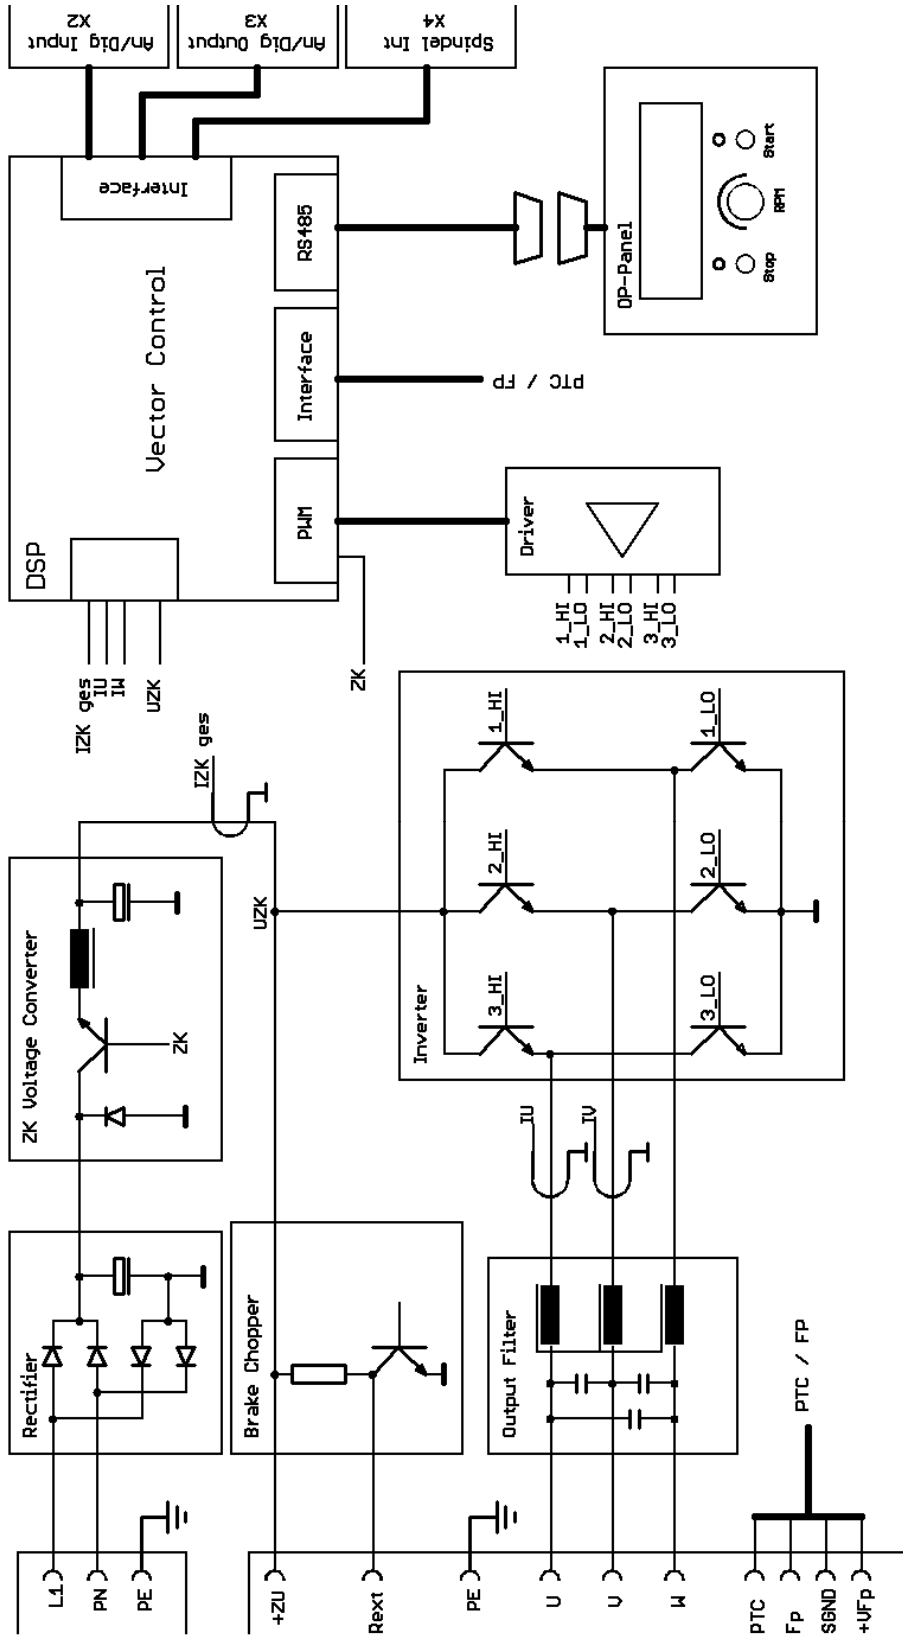 An/Dig Input
X2
An/Dig Output
X3
Spindel Int
X4
Interface
RS485
OP-Panel
Start
RPM
Stop
Vector Control
Interface
PTC / FP
PWM
DSP
Driver
1_HI
1_LO
2_HI
2_LO
3_HI
3_LO
IZK ges
IU
IW
UZK
ZK
IZK ges
1_HI
1_LO
ZK Voltage Converter
ZK
UZK
2_HI
2_LO
3_HI
3_LO
Inverter
IU
IV
Rectifier
Brake Chopper
Output Filter
PTC / FP
L1
PN
PE
+ZU
Rext
PE
U
V
W
PTC
Fp
SGND
+VFp